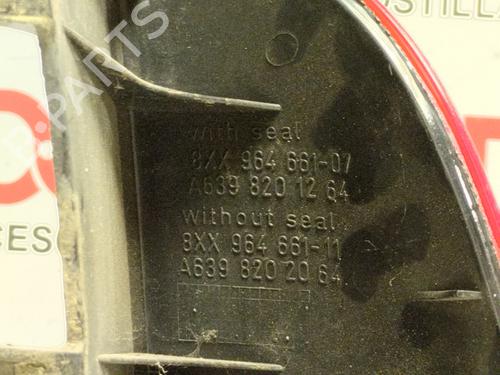 with seal
8XX 964 661-07
A639 820 12 64
without seal
8XX 964 661-11
A639 820 20 64